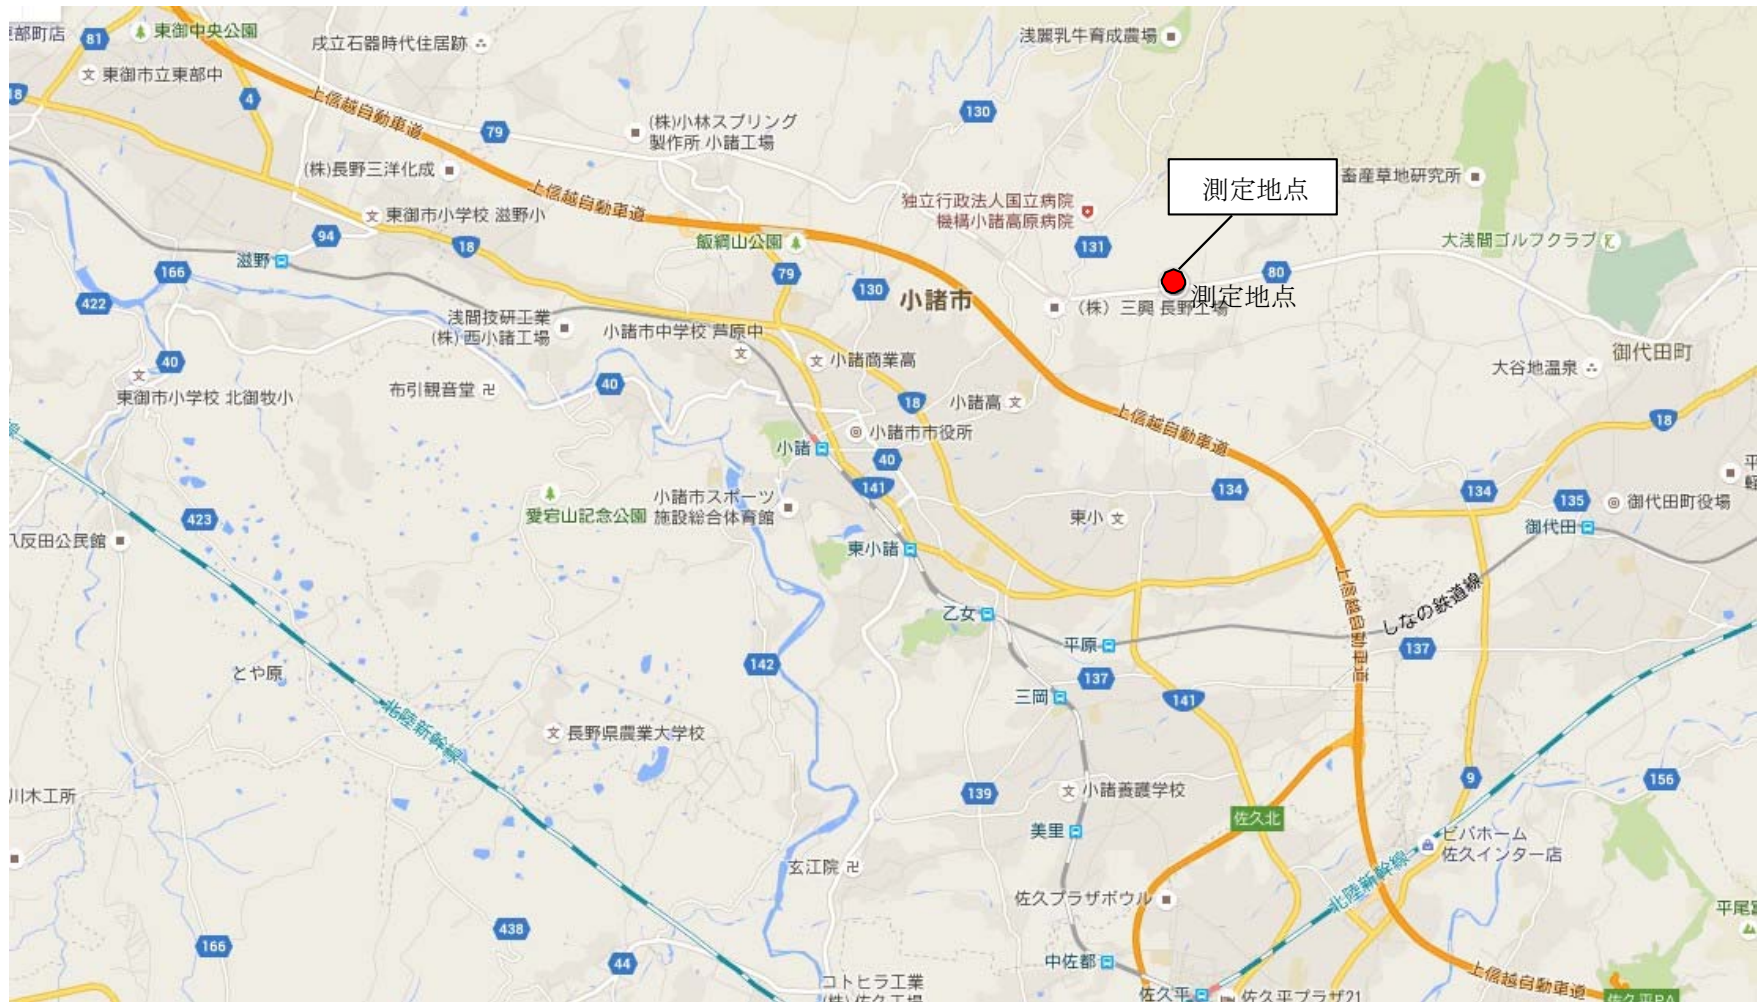 部町店
81
東御中央公園
戌立石器時代住居跡
浅麗乳牛育成農場
東御市立東部中
18
4
上信越自動車道
79
(株)小林スプリング
製作所 小諸工場
130
(株)長野三洋化成
上信越自動車道
独立行政法人国立病院
機構小諸高原病院
測定地点
畜産草地研究所
東御市小学校 滋野小
94
18
飯綱山公園
131
大浅間ゴルフクラブ
滋野
166
422
79
130
小諸市
80
測定地点
(株) 三興 長野工場
浅間技研工業
(株) 西小諸工場
小諸市中学校 芦原中
小諸商業高
御代田町
大谷地温泉
40
東御市小学校 北御牧小
布引観音堂
40
18
小諸高
上信越自動車道
18
小諸市市役所
小諸
40
141
134
134
135
御代田町役場
平
軽
423
愛宕山記念公園
小諸市スポーツ
施設総合体育館
東小
御代田
八反田公民館
東小諸
上信越自動車道
しなの鉄道線
乙女
平原
137
142
とや原
137
三岡
141
北陸新幹線
長野県農業大学校
川木工所
139
小諸養護学校
9
156
佐久北
美里
ビバホーム
佐久インター店
玄江院
北陸新幹線
佐久プラザボウル
平尾富
438
166
44
中佐都
上信越自動車道
コトヒラ工業
(株) 佐久工場
佐久平
佐久平プラザ21
佐久平PA